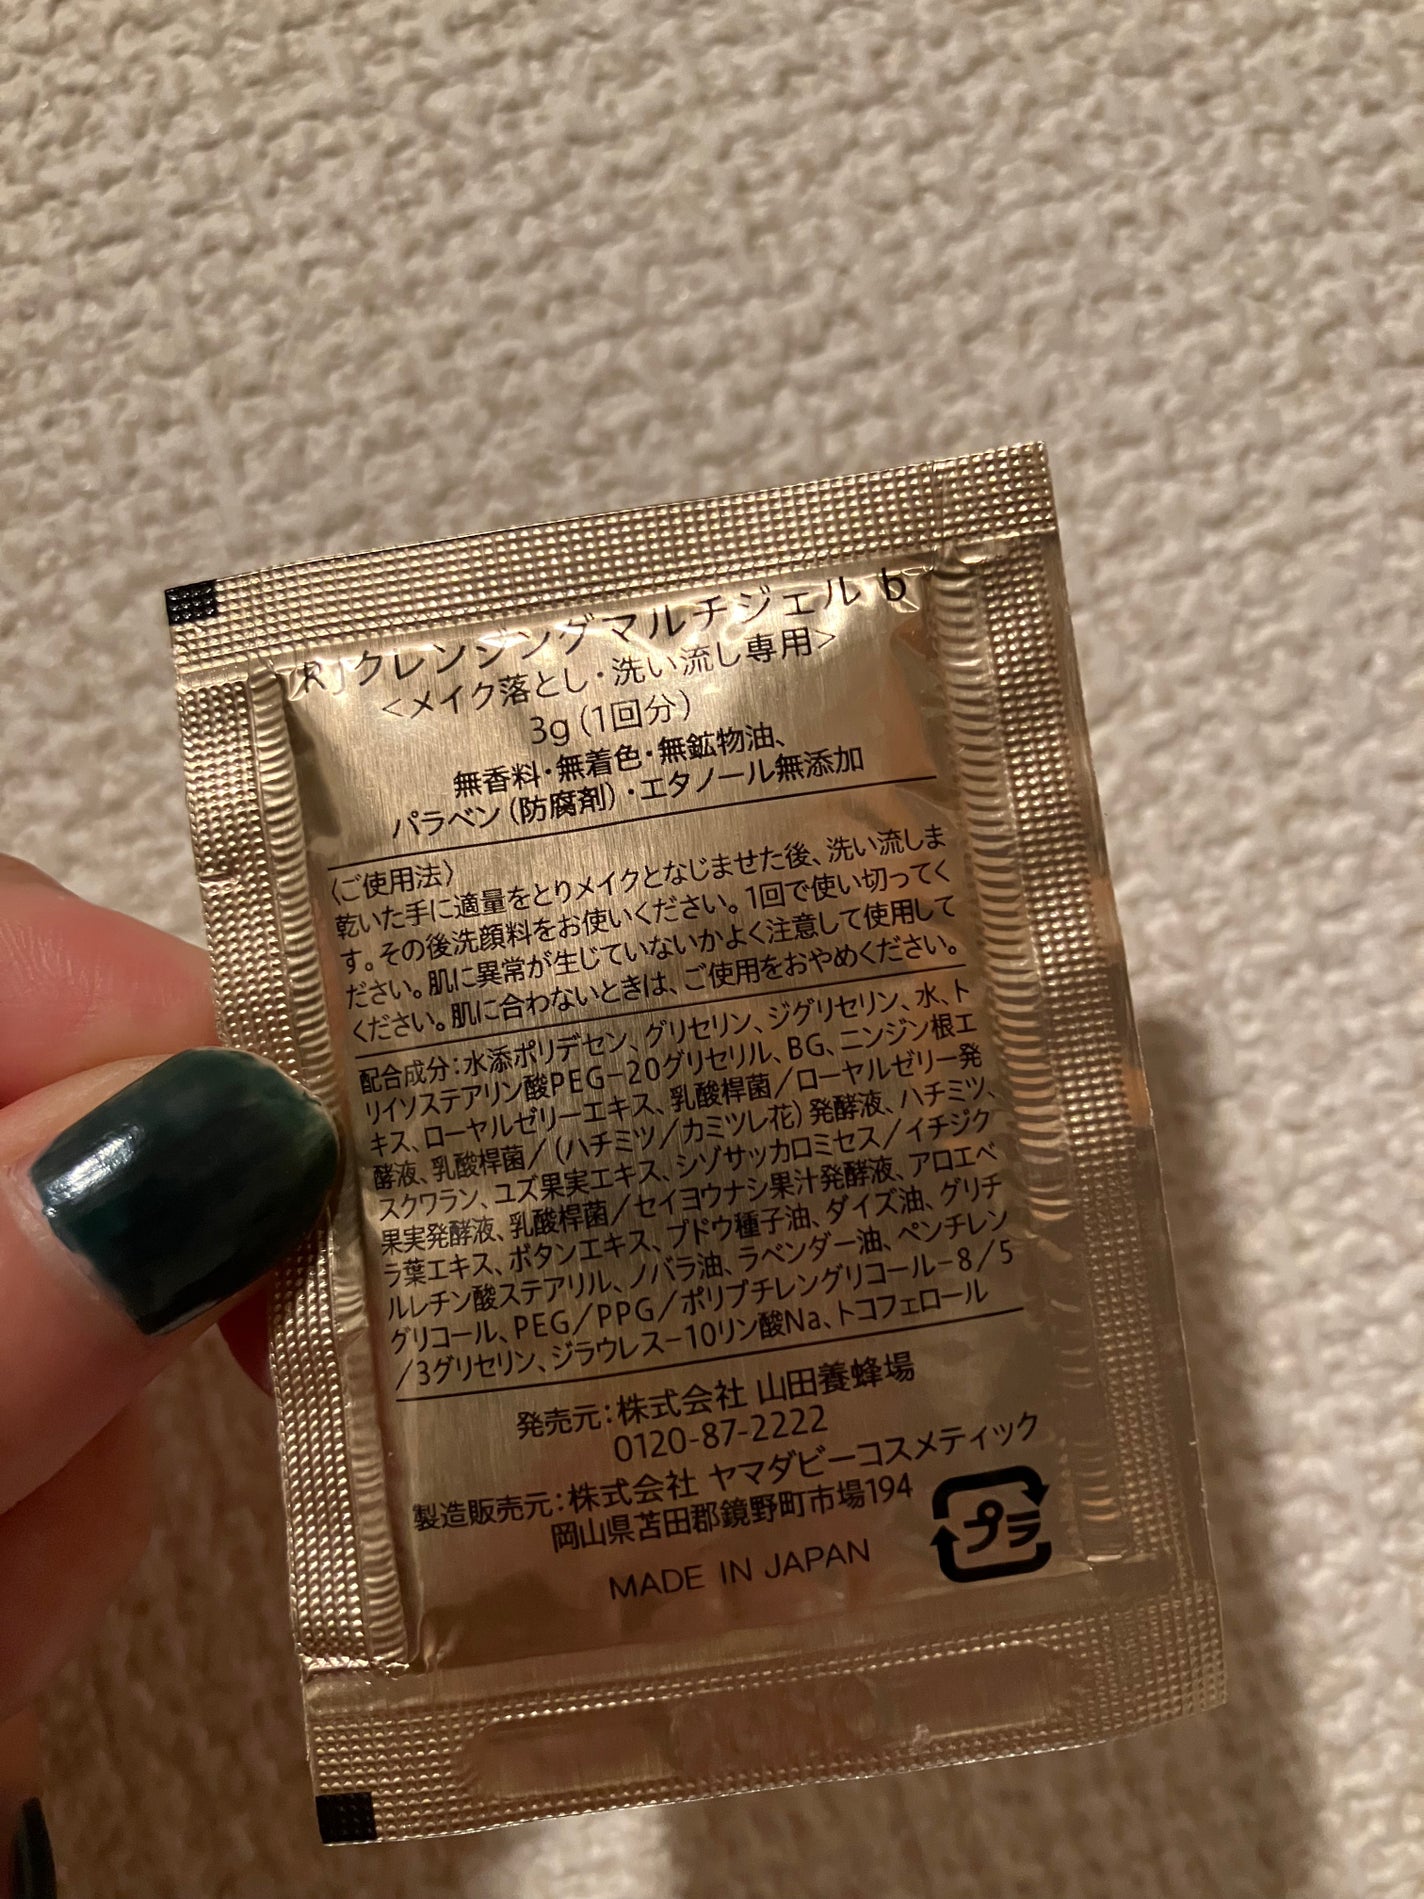 RJクレンジングマルチジェル b
<メイク落とし・洗い流し専用>
3g(1回分)
無香料・無着色・無鉱物油、
パラベン(防腐剤)・エタノール無添加
〈ご使用法〉
乾いた手に適量をとりメイクとなじませた後、洗い流しま
す。その後洗顔料をお使いください。1回で使い切ってく
ださい。肌に異常が生じていないかよく注意して使用して
ください。肌に合わないときは、ご使用をおやめください。
配合成分:水添ポリデセン、グリセリン、ジグリセリン、水、ト
リイソステアリン酸PEG-20グリセリル、BG、ニンジン根エ
キス、ローヤルゼリーエキス、乳酸桿菌/ローヤルゼリー発
酵液、乳酸桿菌/(ハチミツ/カミツレ花)発酵液、ハチミツ、
スクワラン、ユズ果実エキス、シゾサッカロミセス/イチジク
果実発酵液、乳酸桿菌/セイヨウナシ果汁発酵液、アロエベ
ラ葉エキス、ボタンエキス、ブドウ種子油、ダイズ油、グリチ
ルレチン酸ステアリル、ノバラ油、ラベンダー油、ペンチレン
グリコール、PEG/PPG/ポリブチレングリコール-8/5
/3グリセリン、ジラウレス-10リン酸Na、トコフェロール
発売元:株式会社 山田養蜂場
0120-87-2222
製造販売元:株式会社 ヤマダビーコスメティック
岡山県苫田郡鏡野町市場194
プラ
MADE IN JAPAN